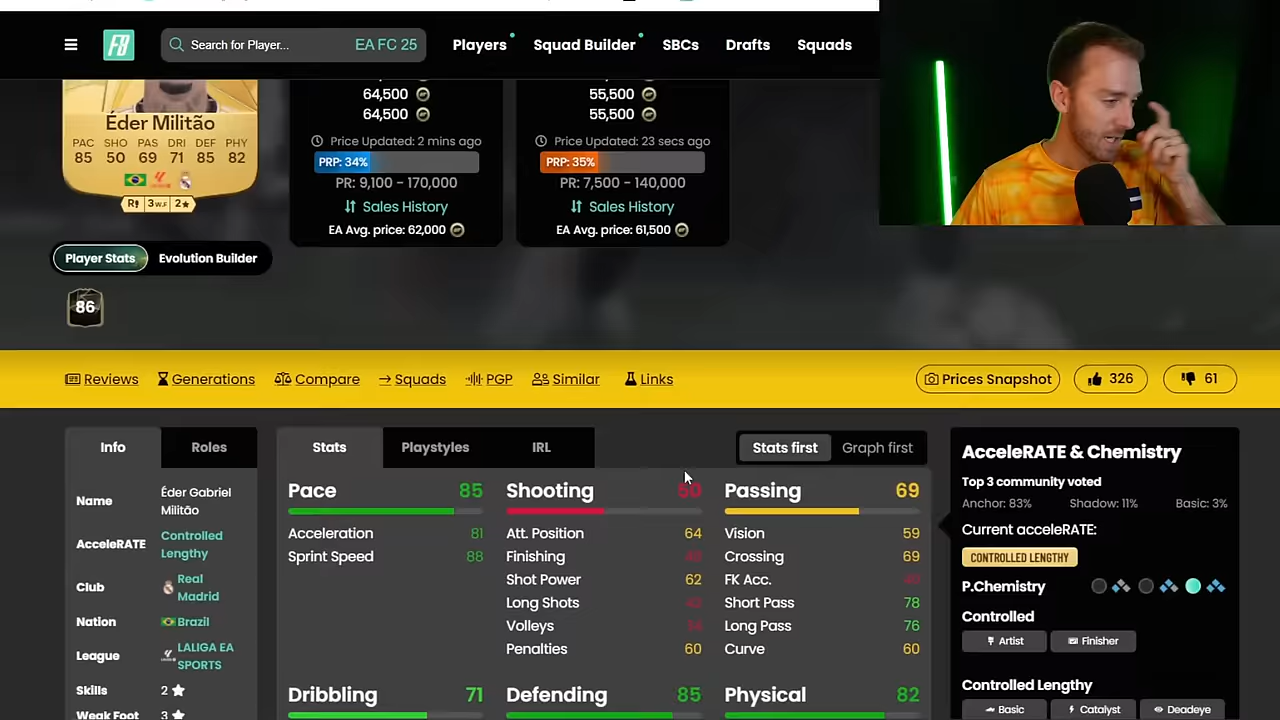 F8
Search for Player... EA FC 25
Players
Squad Builder
SBCs
Drafts
Squads
Éder Militão
PAC SHO PAS DRI DEF PHY
85 50 69 71 85 82
R 3 W.F 2★
64,500
64,500
Price Updated: 2 mins ago
PRP: 34%
PR: 9,100 - 170,000
Sales History
EA Avg. price: 62,000
55,500
55,500
Price Updated: 23 secs ago
PRP: 35%
PR: 7,500 - 140,000
Sales History
EA Avg. price: 61,500
Player Stats
Evolution Builder
86
Reviews
Generations
Compare
Squads
PGP
Similar
Links
Prices Snapshot
326
61
Info
Roles
Name Éder Gabriel
Militão
AcceleRATE Controlled
Lengthy
Club Real
Madrid
Nation Brazil
League LALIGA EA
SPORTS
Skills 2 ★
Weak Foot 3 ★
Stats
Playstyles
IRL
Stats first
Graph first
Pace 85
Acceleration 81
Sprint Speed 88
Shooting 50
Att. Position 64
Finishing
Shot Power 62
Long Shots
Volleys
Penalties 60
Passing 69
Vision 59
Crossing 69
FK Acc.
Short Pass 78
Long Pass 76
Curve 60
Dribbling 71
Defending 85
Physical 82
AcceleRATE & Chemistry
Top 3 community voted
Anchor: 83% Shadow: 11% Basic: 3%
Current acceleRATE:
CONTROLLED LENGTHY
P.Chemistry
Controlled
Artist
Finisher
Controlled Lengthy
Basic
Catalyst
Deadeye